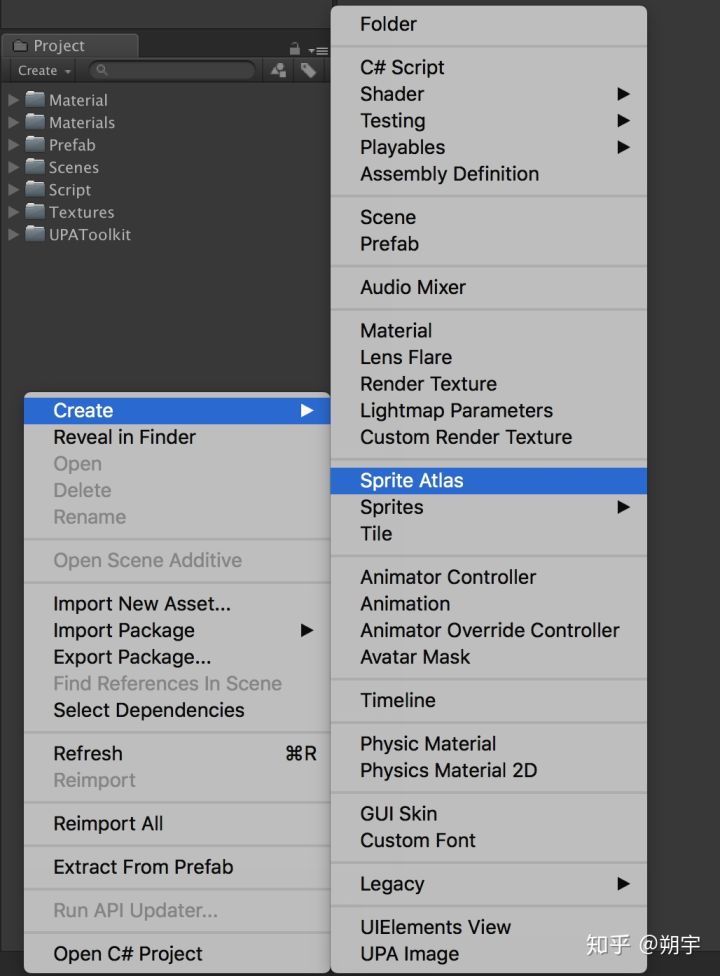 Project
Create
Material
Materials
Prefab
Scenes
Script
Textures
UPAToolkit
Create
Reveal in Finder
Open
Delete
Rename
Open Scene Additive
Import New Asset...
Import Package
Export Package...
Find References In Scene
Select Dependencies
Refresh ⌘R
Reimport
Reimport All
Extract From Prefab
Run API Updater...
Open C# Project
Folder
C# Script
Shader
Testing
Playables
Assembly Definition
Scene
Prefab
Audio Mixer
Material
Lens Flare
Render Texture
Lightmap Parameters
Custom Render Texture
Sprite Atlas
Sprites
Tile
Animator Controller
Animation
Animator Override Controller
Avatar Mask
Timeline
Physic Material
Physics Material 2D
GUI Skin
Custom Font
Legacy
UIElements View
UPA Image
知乎 @朔宇